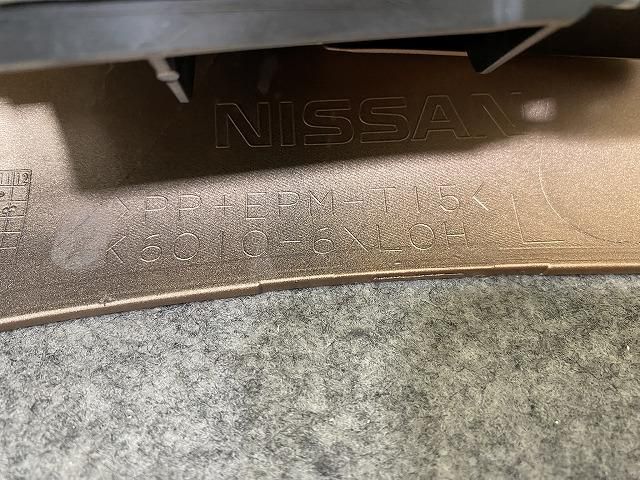 NISSAN
>PP+EPM-T15<
K6010-6XL0H L